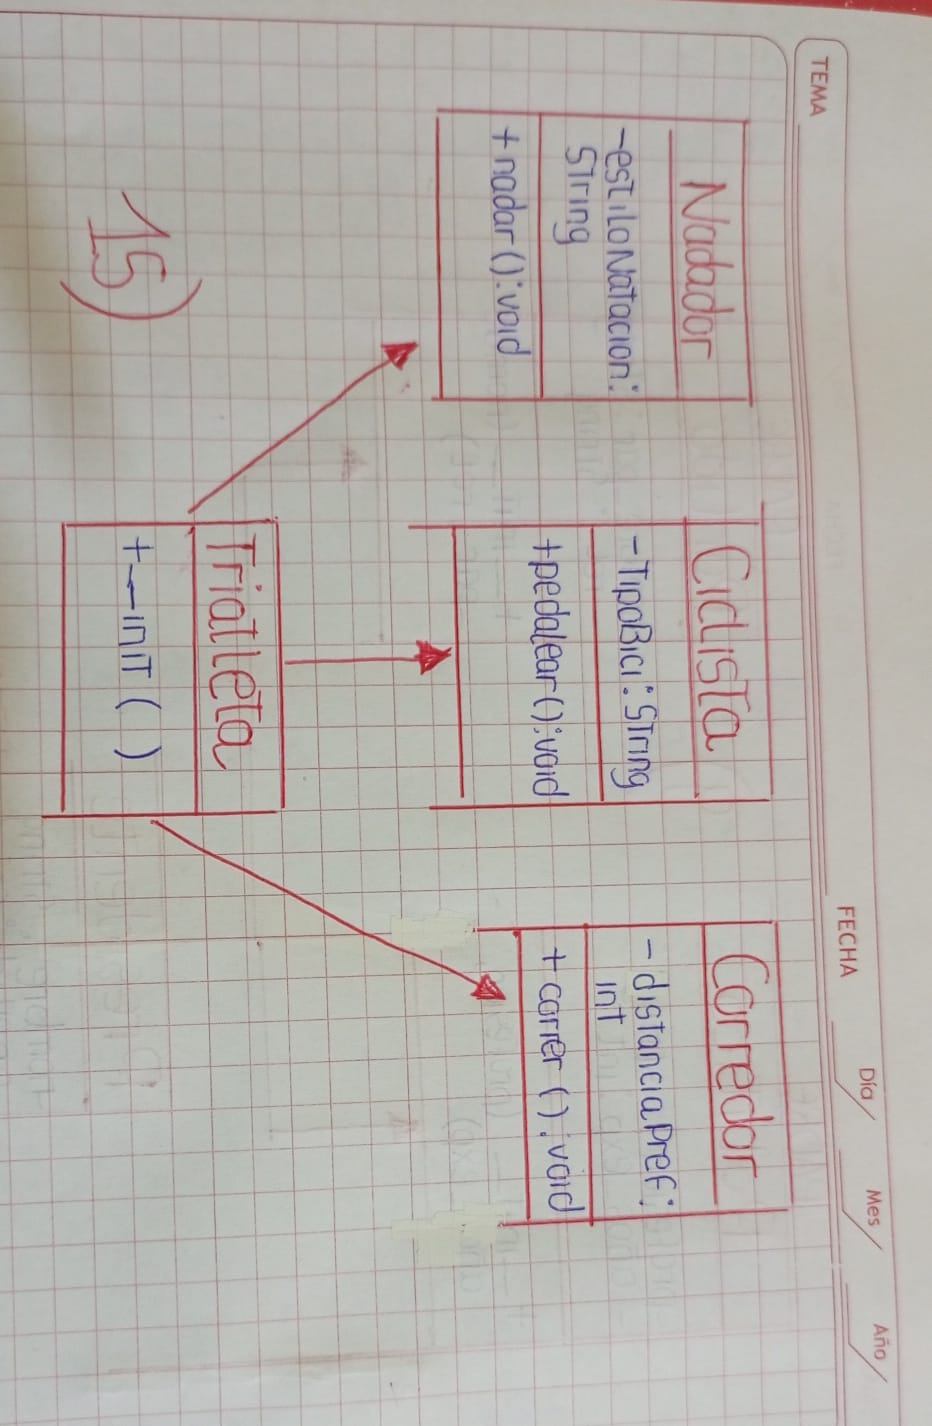 TEMA
FECHA
Día
Mes
Año
Nadador
-estiloNatacion:
String
+nadar():void
Ciclista
-TipoBici:String
+pedalear():void
Corredor
-distanciaPref:
int
+correr():void
Triatleta
+--init()
15)